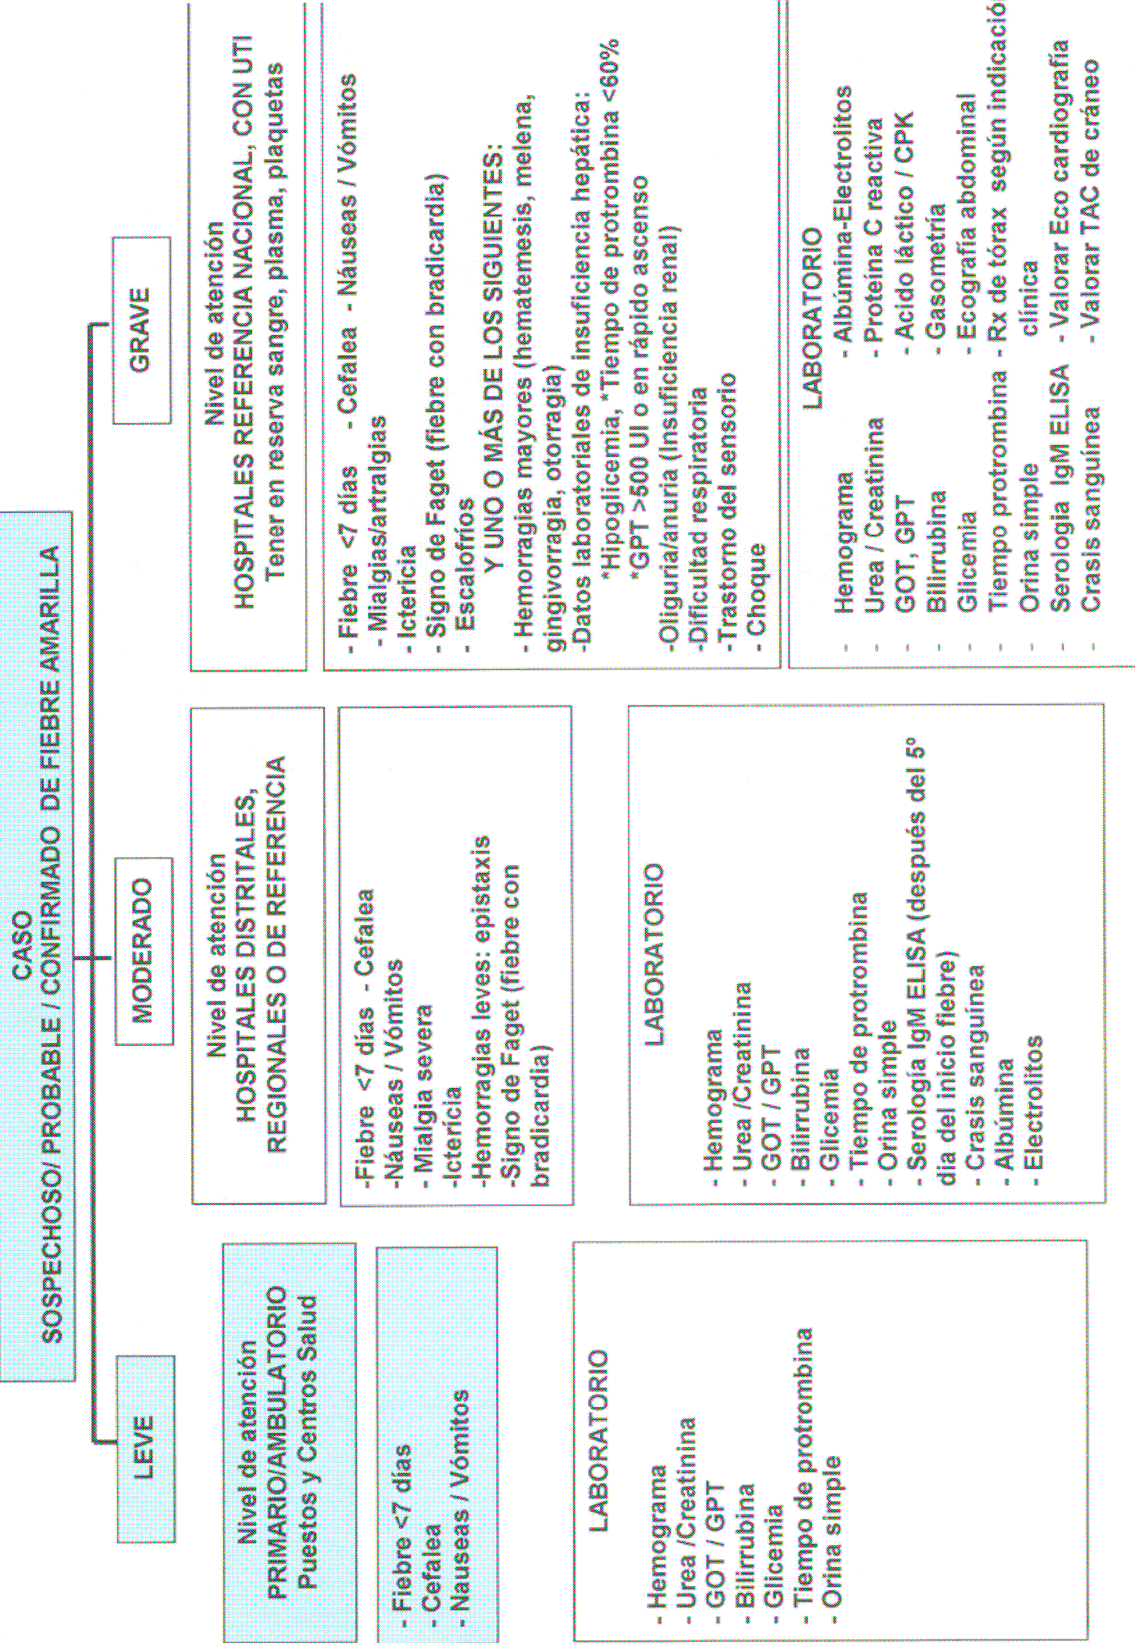 CASO
SOSPECHOSO/ PROBABLE / CONFIRMADO DE FIEBRE AMARILLA
LEVE
Nivel de atención
PRIMARIO/AMBULATORIO
Puestos y Centros Salud
- Fiebre <7 días
- Cefalea
- Nauseas / Vómitos
LABORATORIO
- Hemograma
- Urea /Creatinina
- GOT / GPT
- Bilirrubina
- Glicemia
- Tiempo de protrombina
- Orina simple
MODERADO
Nivel de atención
HOSPITALES DISTRITALES,
REGIONALES O DE REFERENCIA
-Fiebre <7 días - Cefalea
-Náuseas / Vómitos
- Mialgia severa
-Ictericia
-Hemorragias leves: epistaxis
-Signo de Faget (fiebre con
bradicardia)
LABORATORIO
- Hemograma
- Urea /Creatinina
- GOT / GPT
- Bilirrubina
- Glicemia
- Tiempo de protrombina
- Orina simple
- Serología IgM ELISA (después del 5º
dia del inicio fiebre)
- Crasis sanguínea
- Albúmina
- Electrolitos
GRAVE
Nivel de atención
HOSPITALES REFERENCIA NACIONAL, CON UTI
Tener en reserva sangre, plasma, plaquetas
- Fiebre <7 días - Cefalea - Náuseas / Vómitos
- Mialgias/artralgias
- Ictericia
- Signo de Faget (fiebre con bradicardia)
- Escalofríos
Y UNO O MÁS DE LOS SIGUIENTES:
- Hemorragias mayores (hematemesis, melena,
gingivorragia, otorragia)
-Datos laboratoriales de insuficiencia hepática:
*Hipoglicemia, *Tiempo de protrombina <60%
*GPT >500 UI o en rápido ascenso
-Oliguria/anuria (Insuficiencia renal)
-Dificultad respiratoria
-Trastorno del sensorio
- Choque
LABORATORIO
- Hemograma
- Urea / Creatinina
- GOT, GPT
- Bilirrubina
- Glicemia
- Tiempo protrombina
- Orina simple
- Serologia IgM ELISA
- Crasis sanguínea
- Albúmina-Electrolitos
- Proteína C reactiva
- Acido láctico / CPK
- Gasometría
- Ecografía abdominal
- Rx de tórax según indicación
clínica
- Valorar Eco cardiografía
- Valorar TAC de cráneo